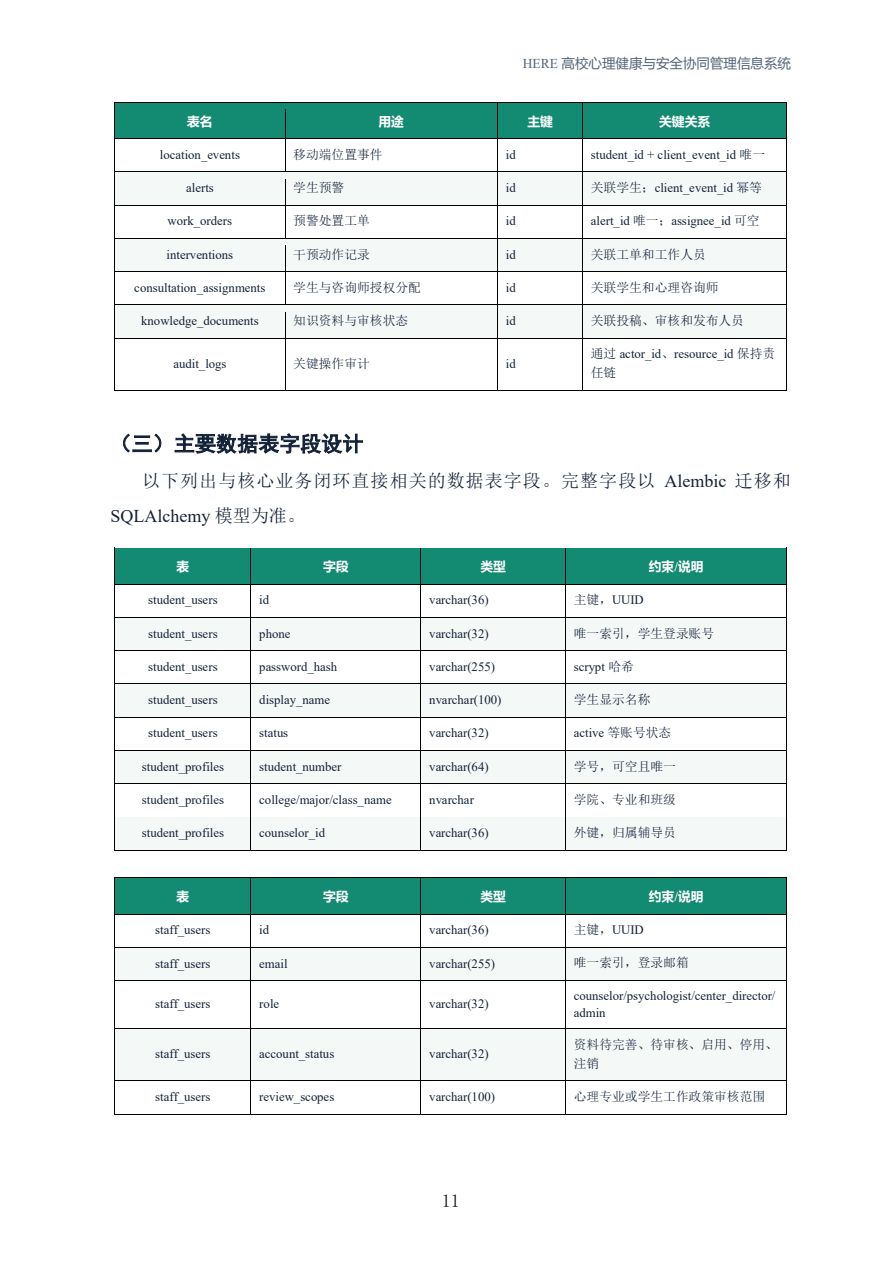 HERE 高校心理健康与安全协同管理信息系统
表名 用途 主键 关键关系
location_events 移动端位置事件 id student_id + client_event_id 唯一
alerts 学生预警 id 关联学生；client_event_id 幂等
work_orders 预警处置工单 id alert_id 唯一；assignee_id 可空
interventions 干预动作记录 id 关联工单和工作人员
consultation_assignments 学生与咨询师授权分配 id 关联学生和心理咨询师
knowledge_documents 知识资料与审核状态 id 关联投稿、审核和发布人员
audit_logs 关键操作审计 id 通过 actor_id、resource_id 保持责
任链
（三）主要数据表字段设计
以下列出与核心业务闭环直接相关的数据表字段。完整字段以 Alembic 迁移和
SQLAlchemy 模型为准。
表 字段 类型 约束/说明
student_users id varchar(36) 主键，UUID
student_users phone varchar(32) 唯一索引，学生登录账号
student_users password_hash varchar(255) scrypt 哈希
student_users display_name nvarchar(100) 学生显示名称
student_users status varchar(32) active 等账号状态
student_profiles student_number varchar(64) 学号，可空且唯一
student_profiles college/major/class_name nvarchar 学院、专业和班级
student_profiles counselor_id varchar(36) 外键，归属辅导员
表 字段 类型 约束/说明
staff_users id varchar(36) 主键，UUID
staff_users email varchar(255) 唯一索引，登录邮箱
staff_users role varchar(32) counselor/psychologist/center_director/
admin
staff_users account_status varchar(32) 资料待完善、待审核、启用、停用、
注销
staff_users review_scopes varchar(100) 心理专业或学生工作政策审核范围
11